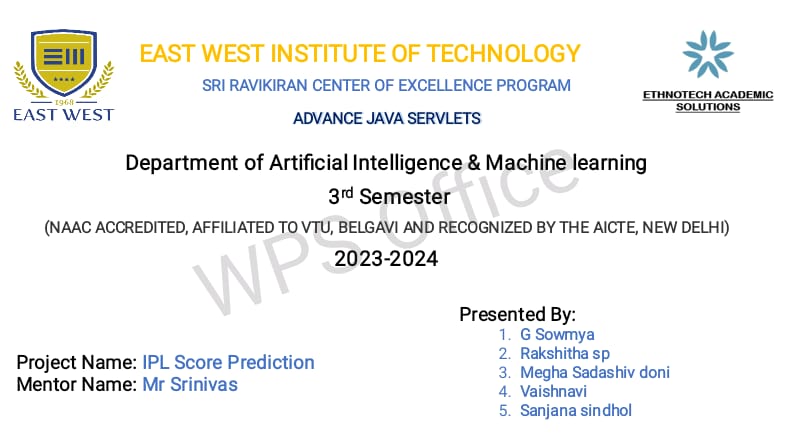 EAST WEST INSTITUTE OF TECHNOLOGY
SRI RAVIKIRAN CENTER OF EXCELLENCE PROGRAM
ADVANCE JAVA SERVLETS
1968
EAST WEST
ETHNOTECH ACADEMIC
SOLUTIONS
Department of Artificial Intelligence & Machine learning
3rd Semester
(NAAC ACCREDITED, AFFILIATED TO VTU, BELGAVI AND RECOGNIZED BY THE AICTE, NEW DELHI)
2023-2024
WPS Office
Presented By:
1. G Sowmya
2. Rakshitha sp
3. Megha Sadashiv doni
4. Vaishnavi
5. Sanjana sindhol
Project Name: IPL Score Prediction
Mentor Name: Mr Srinivas